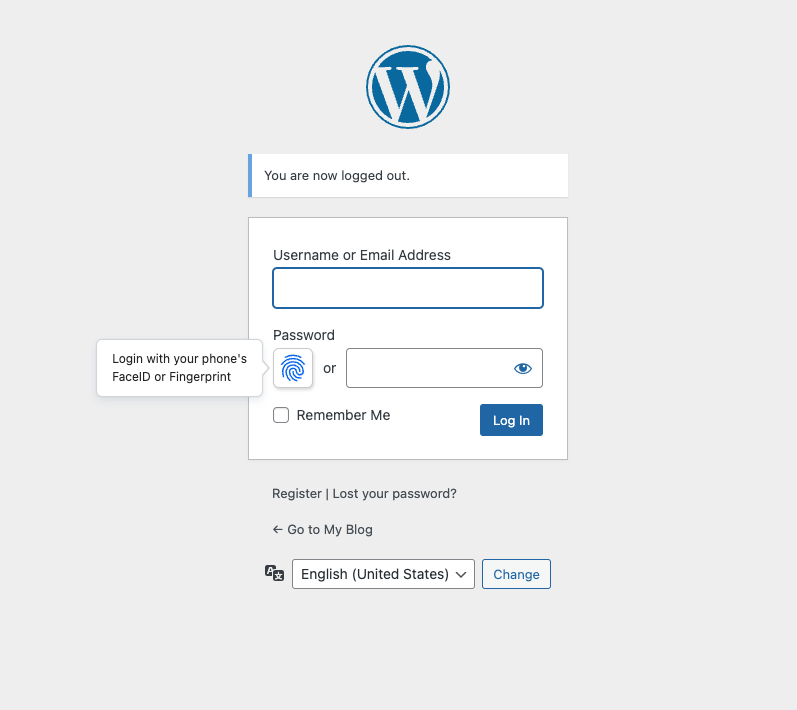 You are now logged out.
Username or Email Address
Password
Login with your phone's
FaceID or Fingerprint
or
Remember Me
Log In
Register | Lost your password?
← Go to My Blog
English (United States)
Change